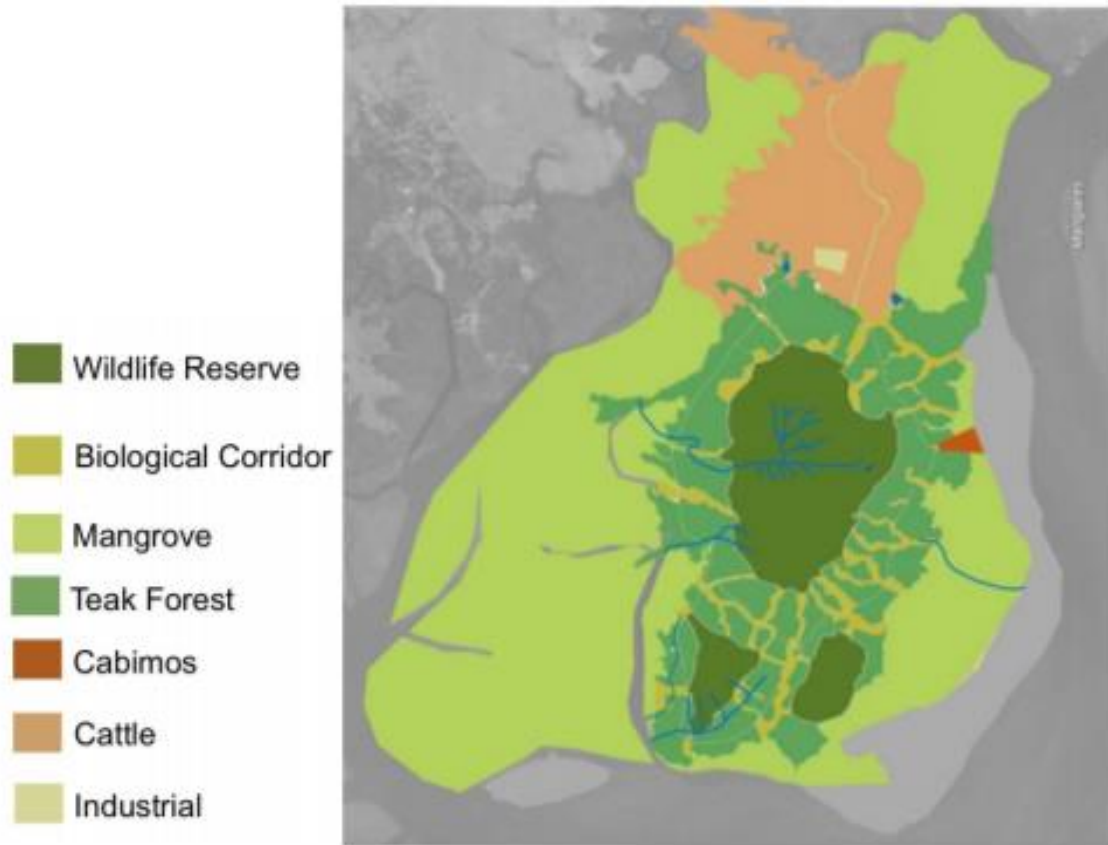 Wildlife Reserve
Biological Corridor
Mangrove
Teak Forest
Cabimos
Cattle
Industrial